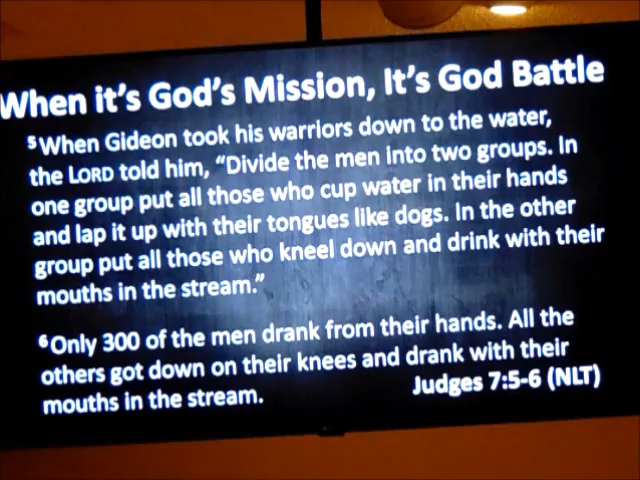 When it's God's Mission, It's God Battle
⁵When Gideon took his warriors down to the water,
the LORD told him, “Divide the men into two groups. In
one group put all those who cup water in their hands
and lap it up with their tongues like dogs. In the other
group put all those who kneel down and drink with their
mouths in the stream.”
⁶Only 300 of the men drank from their hands. All the
others got down on their knees and drank with their
mouths in the stream. Judges 7:5-6 (NLT)